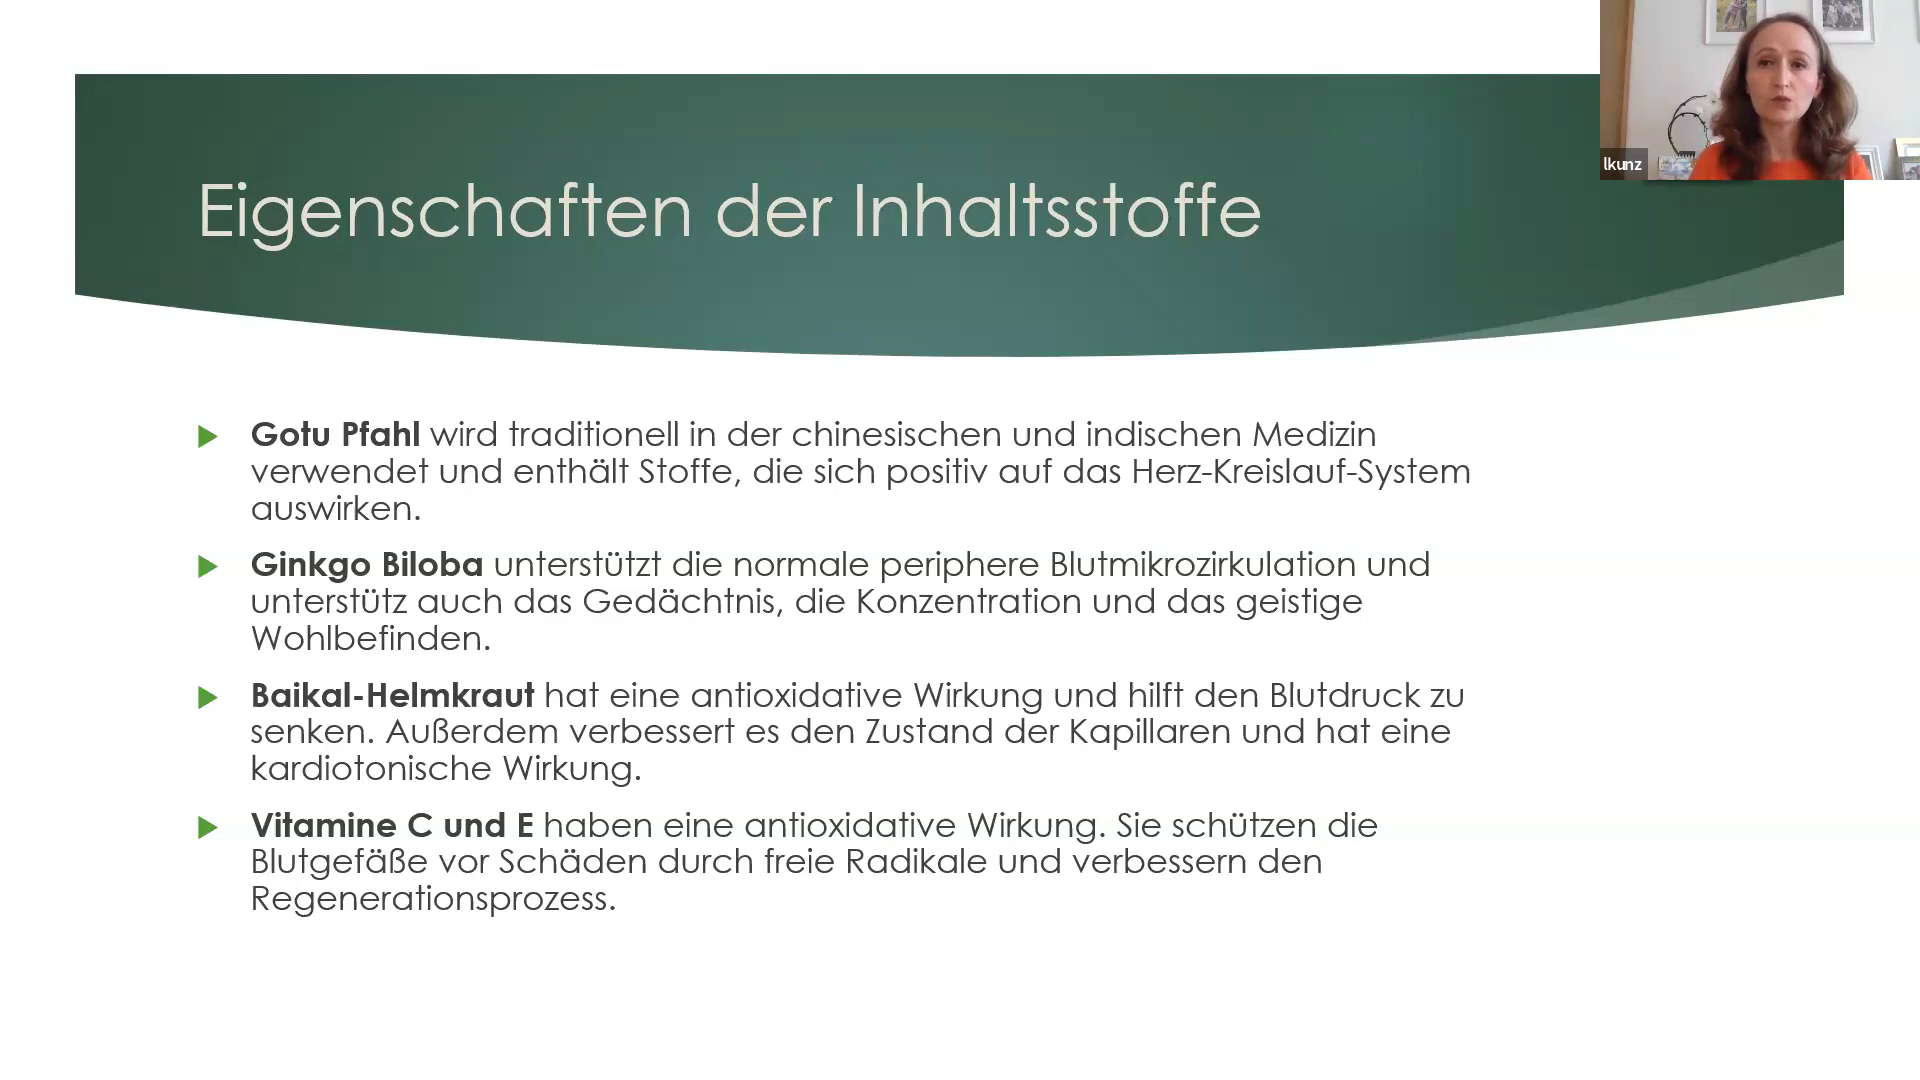 lkunz
Eigenschaften der Inhaltsstoffe
Gotu Pfahl wird traditionell in der chinesischen und indischen Medizin
verwendet und enthält Stoffe, die sich positiv auf das Herz-Kreislauf-System
auswirken.
Ginkgo Biloba unterstützt die normale periphere Blutmikrozirkulation und
unterstütz auch das Gedächtnis, die Konzentration und das geistige
Wohlbefinden.
Baikal-Helmkraut hat eine antioxidative Wirkung und hilft den Blutdruck zu
senken. Außerdem verbessert es den Zustand der Kapillaren und hat eine
kardiotonische Wirkung.
Vitamine C und E haben eine antioxidative Wirkung. Sie schützen die
Blutgefäße vor Schäden durch freie Radikale und verbessern den
Regenerationsprozess.